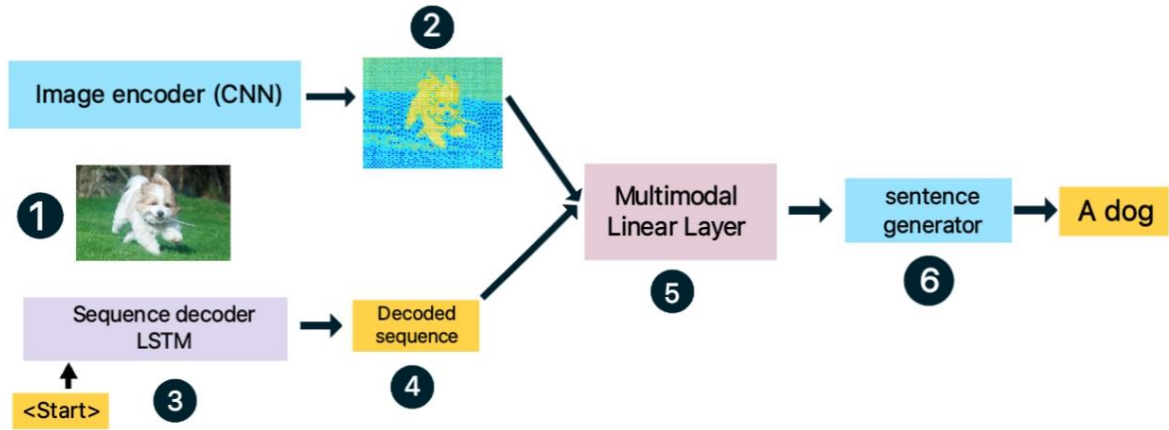 2
Image encoder (CNN)
1
Multimodal
Linear Layer
sentence
generator
A dog
5
6
Sequence decoder
LSTM
Decoded
sequence
3
4
<Start>